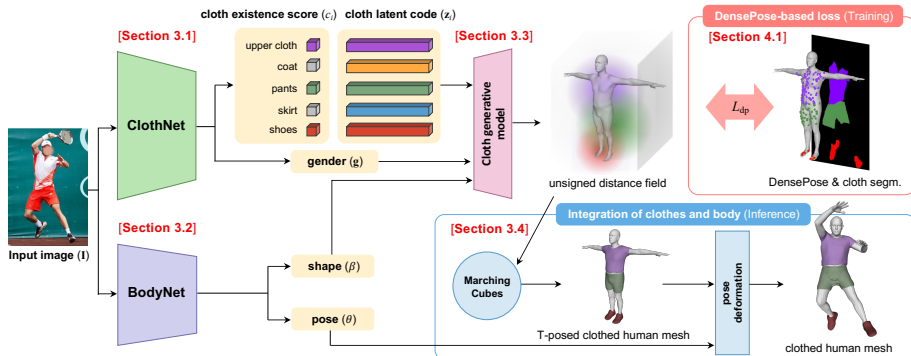 cloth existence score (cᵢ)
cloth latent code (zᵢ)
DensePose-based loss (Training)
[Section 3.1]
[Section 3.3]
[Section 4.1]
upper cloth
coat
pants
skirt
shoes
ClothNet
Cloth generative
model
L_dp
gender (g)
unsigned distance field
DensePose & cloth segm.
Input image (I)
[Section 3.2]
Integration of clothes and body (Inference)
[Section 3.4]
BodyNet
shape (β)
pose (θ)
Marching
Cubes
pose
deformation
T-posed clothed human mesh
clothed human mesh